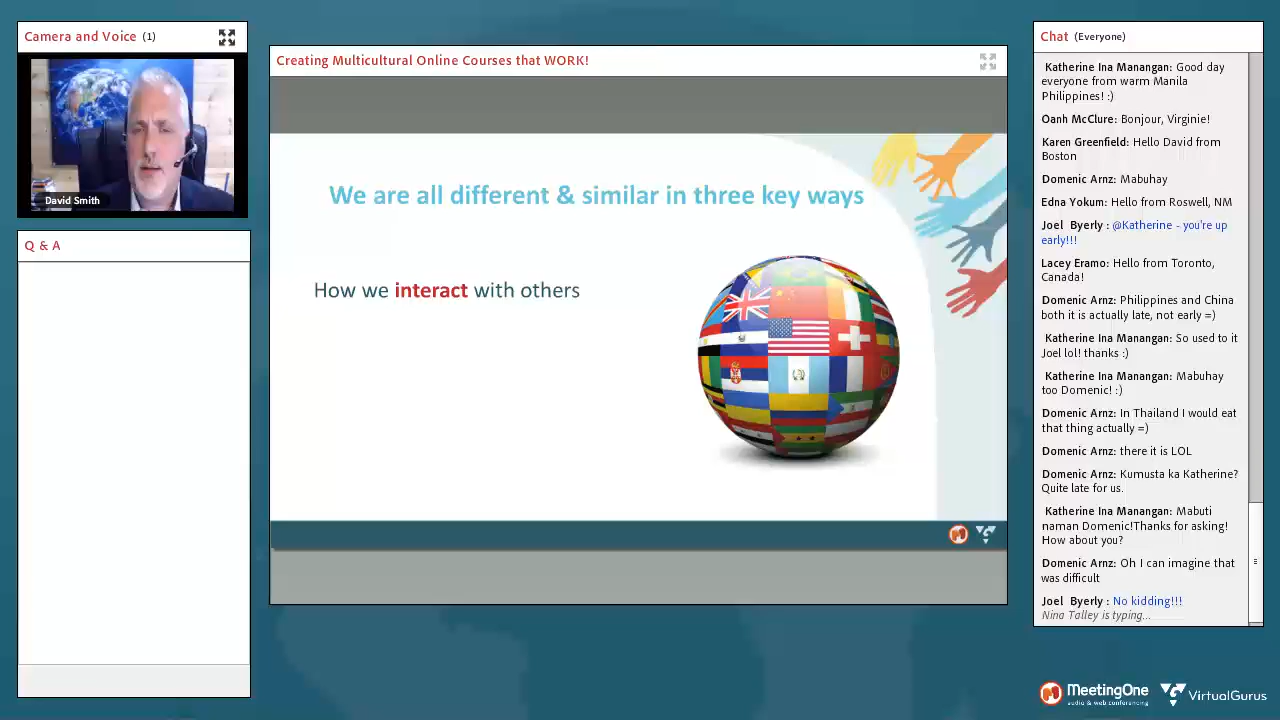 Camera and Voice (1)
David Smith
Q & A
Creating Multicultural Online Courses that WORK!
We are all different & similar in three key ways
How we interact with others
Chat (Everyone)
Katherine Ina Manangan: Good day
everyone from warm Manila
Philippines! :)
Oanh McClure: Bonjour, Virginie!
Karen Greenfield: Hello David from
Boston
Domenic Arnz: Mabuhay
Edna Yokum: Hello from Roswell, NM
Joel Byerly : @Katherine - you're up
early!!!
Lacey Eramo: Hello from Toronto,
Canada!
Domenic Arnz: Philippines and China
both it is actually late, not early =)
Katherine Ina Manangan: So used to it
Joel lol! thanks :)
Katherine Ina Manangan: Mabuhay
too Domenic! :)
Domenic Arnz: In Thailand I would eat
that thing actually =)
Domenic Arnz: there it is LOL
Domenic Arnz: Kumusta ka Katherine?
Quite late for us.
Katherine Ina Manangan: Mabuti
naman Domenic!Thanks for asking!
How about you?
Domenic Arnz: Oh I can imagine that
was difficult
Joel Byerly : No kidding!!!
Nina Talley is typing...
MeetingOne
audio & web conferencing
VirtualGurus